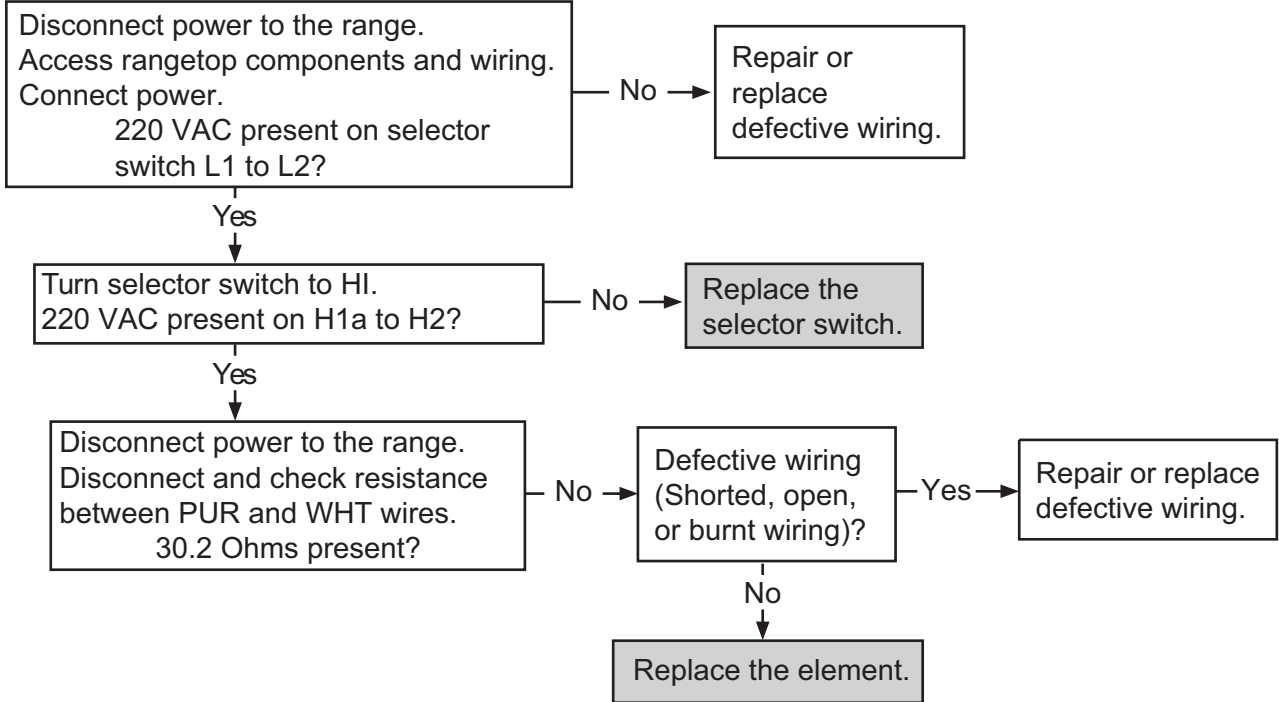 Disconnect power to the range.
Access rangetop components and wiring.
Connect power.
220 VAC present on selector
switch L1 to L2?
No
Repair or
replace
defective wiring.
Yes
Turn selector switch to HI.
220 VAC present on H1a to H2?
No
Replace the
selector switch.
Yes
Disconnect power to the range.
Disconnect and check resistance
between PUR and WHT wires.
30.2 Ohms present?
No
Defective wiring
(Shorted, open,
or burnt wiring)?
Yes
Repair or replace
defective wiring.
No
Replace the element.